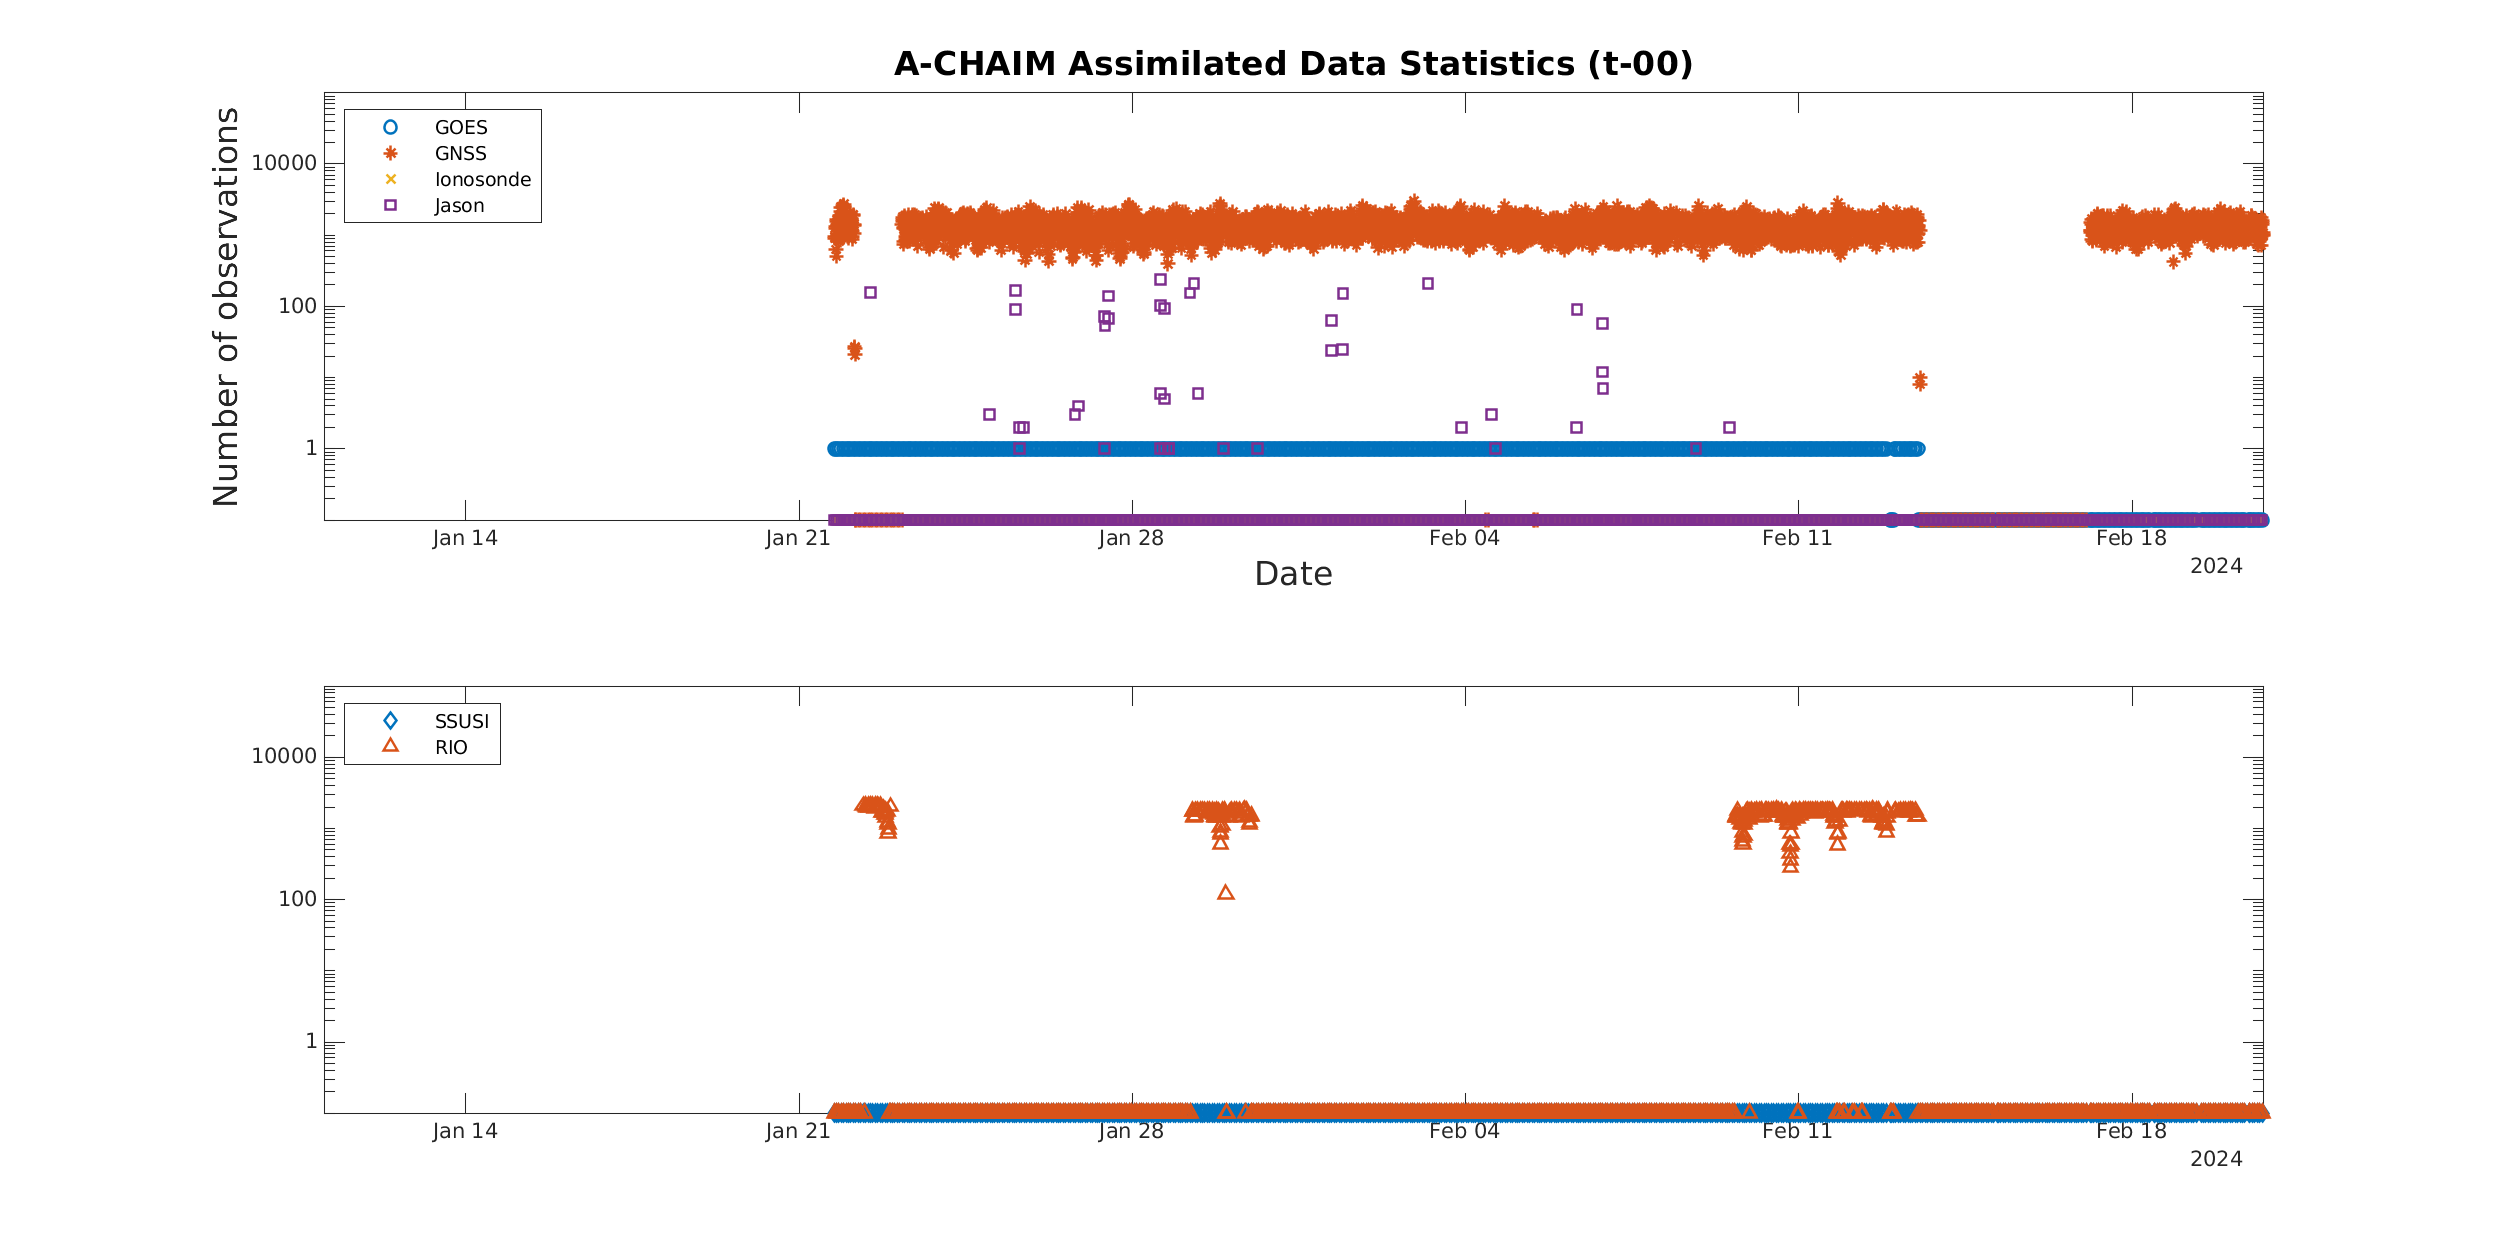 A-CHAIM Assimilated Data Statistics (t-00)
Number of observations
10000
100
1
GOES
GNSS
Ionosonde
Jason
Jan 14
Jan 21
Jan 28
Feb 04
Feb 11
Feb 18
2024
Date
10000
100
1
SSUSI
RIO
Jan 14
Jan 21
Jan 28
Feb 04
Feb 11
Feb 18
2024